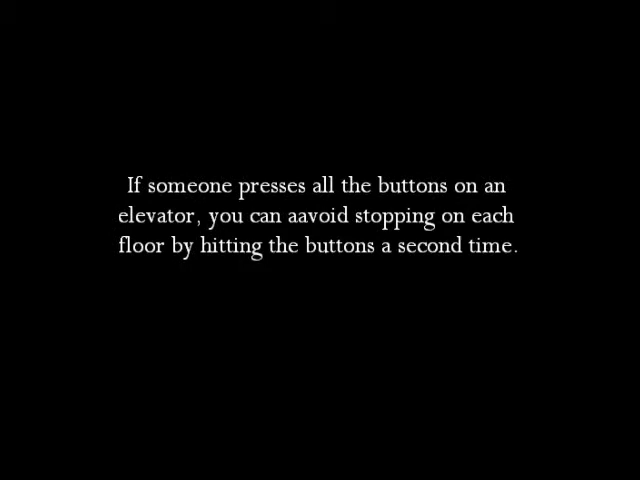 If someone presses all the buttons on an
elevator, you can aavoid stopping on each
floor by hitting the buttons a second time.